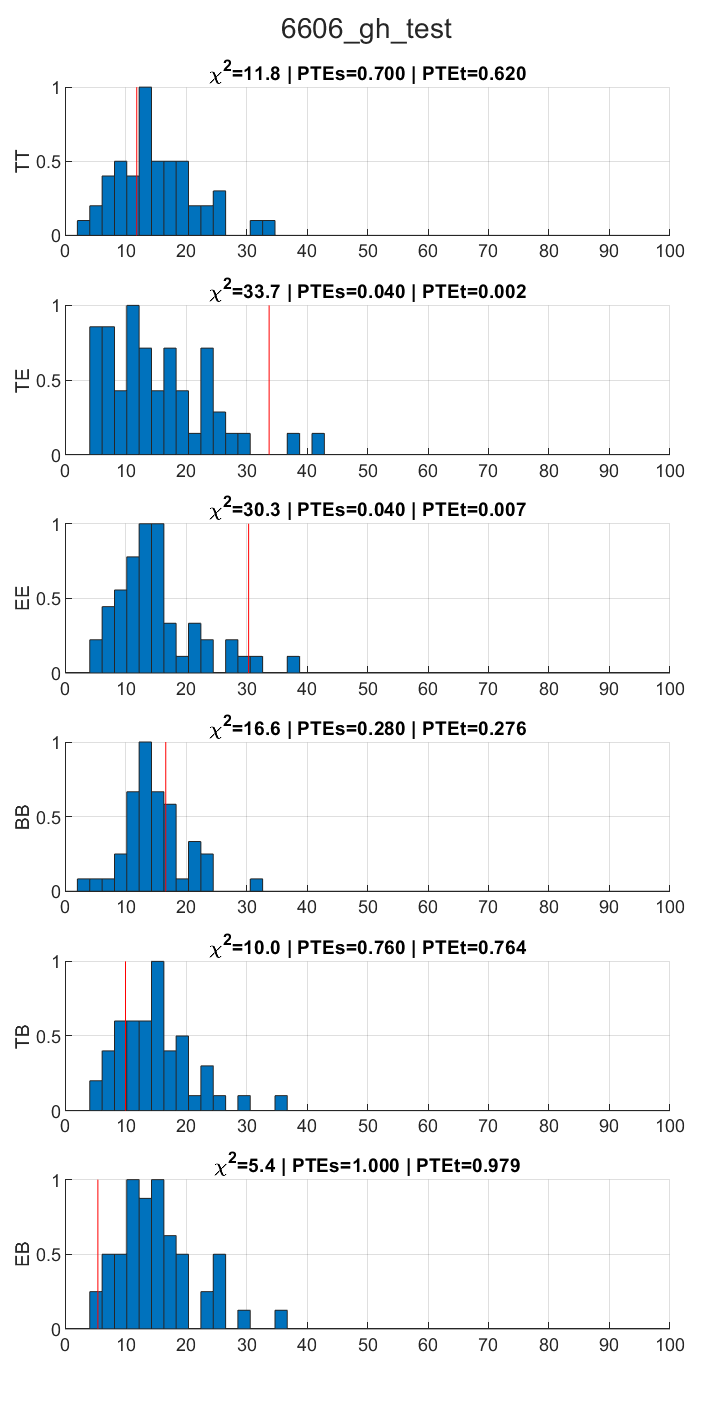 6606_gh_test
χ²=11.8 | PTEs=0.700 | PTEt=0.620
1
0.5
0
TT
0 10 20 30 40 50 60 70 80 90 100
χ²=33.7 | PTEs=0.040 | PTEt=0.002
1
0.5
0
TE
0 10 20 30 40 50 60 70 80 90 100
χ²=30.3 | PTEs=0.040 | PTEt=0.007
1
0.5
0
EE
0 10 20 30 40 50 60 70 80 90 100
χ²=16.6 | PTEs=0.280 | PTEt=0.276
1
0.5
0
BB
0 10 20 30 40 50 60 70 80 90 100
χ²=10.0 | PTEs=0.760 | PTEt=0.764
1
0.5
0
TB
0 10 20 30 40 50 60 70 80 90 100
χ²=5.4 | PTEs=1.000 | PTEt=0.979
1
0.5
0
EB
0 10 20 30 40 50 60 70 80 90 100